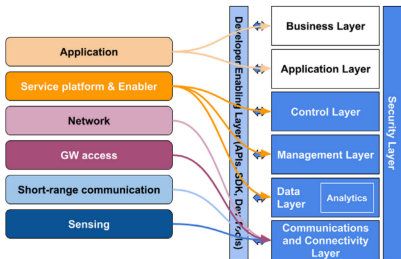 Application
Service platform & Enabler
Network
GW access
Short-range communication
Sensing
Developer Enabling Layer (APIs, SDK, Dev Tools)
Business Layer
Application Layer
Control Layer
Management Layer
Data
Layer
Analytics
Communications
and Connectivity
Layer
Security Layer